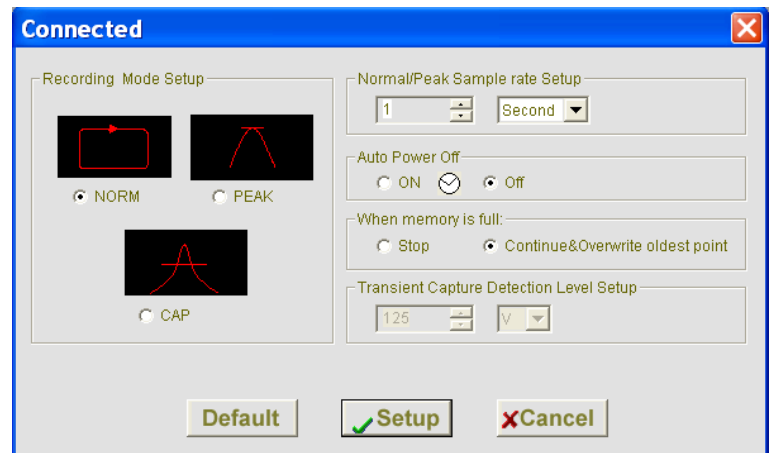 Connected
Recording Mode Setup
NORM
PEAK
CAP
Normal/Peak Sample rate Setup
1 Second
Auto Power Off
ON Off
When memory is full:
Stop Continue&Overwrite oldest point
Transient Capture Detection Level Setup
125 V
Default Setup Cancel